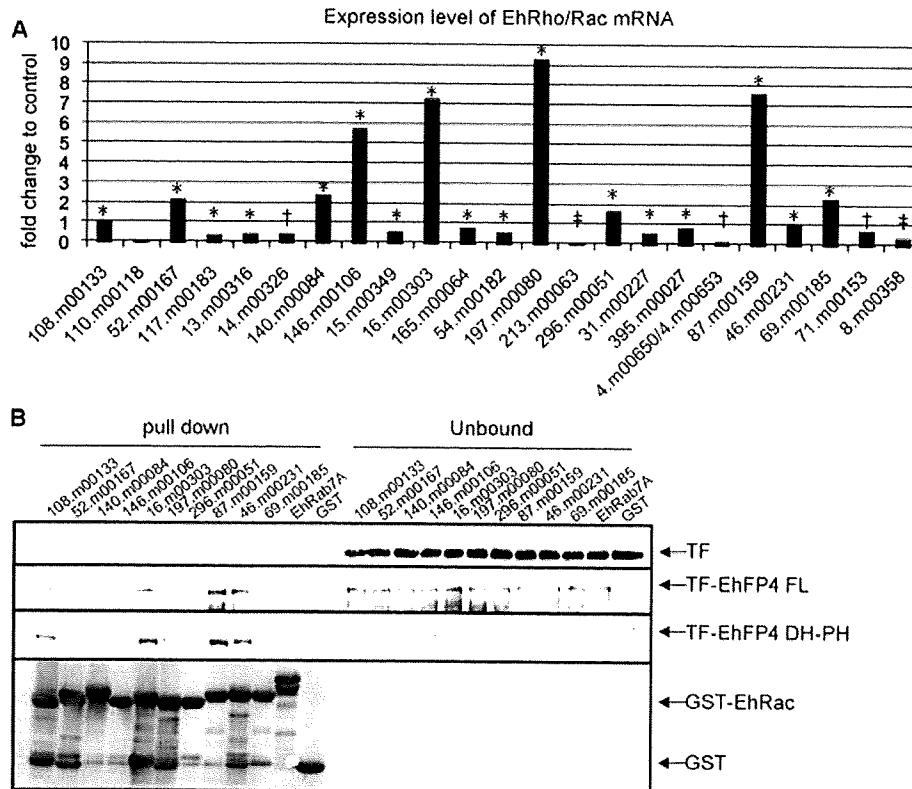 A
Expression level of EhRho/Rac mRNA
fold change to control
10
9
8
7
6
5
4
3
2
1
0
* * * * † * * * * * * * ‡ * * * † * * * † ‡
108.m00133
110.m00118
52.m00167
117.m00183
13.m00316
14.m00326
140.m00084
146.m00106
15.m00349
16.m00303
165.m00064
54.m00182
197.m00080
213.m00063
296.m00051
31.m00227
395.m00027
4.m00650/4.m00653
87.m00159
46.m00231
69.m00185
71.m00153
8.m00358
B
pull down
Unbound
108.m00133
52.m00167
140.m00084
146.m00106
16.m00303
197.m00080
296.m00051
87.m00159
46.m00231
69.m00185
EhRab7A
GST
108.m00133
52.m00167
140.m00084
146.m00106
16.m00303
197.m00080
296.m00051
87.m00159
46.m00231
69.m00185
EhRab7A
GST
←TF
←TF-EhFP4 FL
←TF-EhFP4 DH-PH
←GST-EhRac
←GST